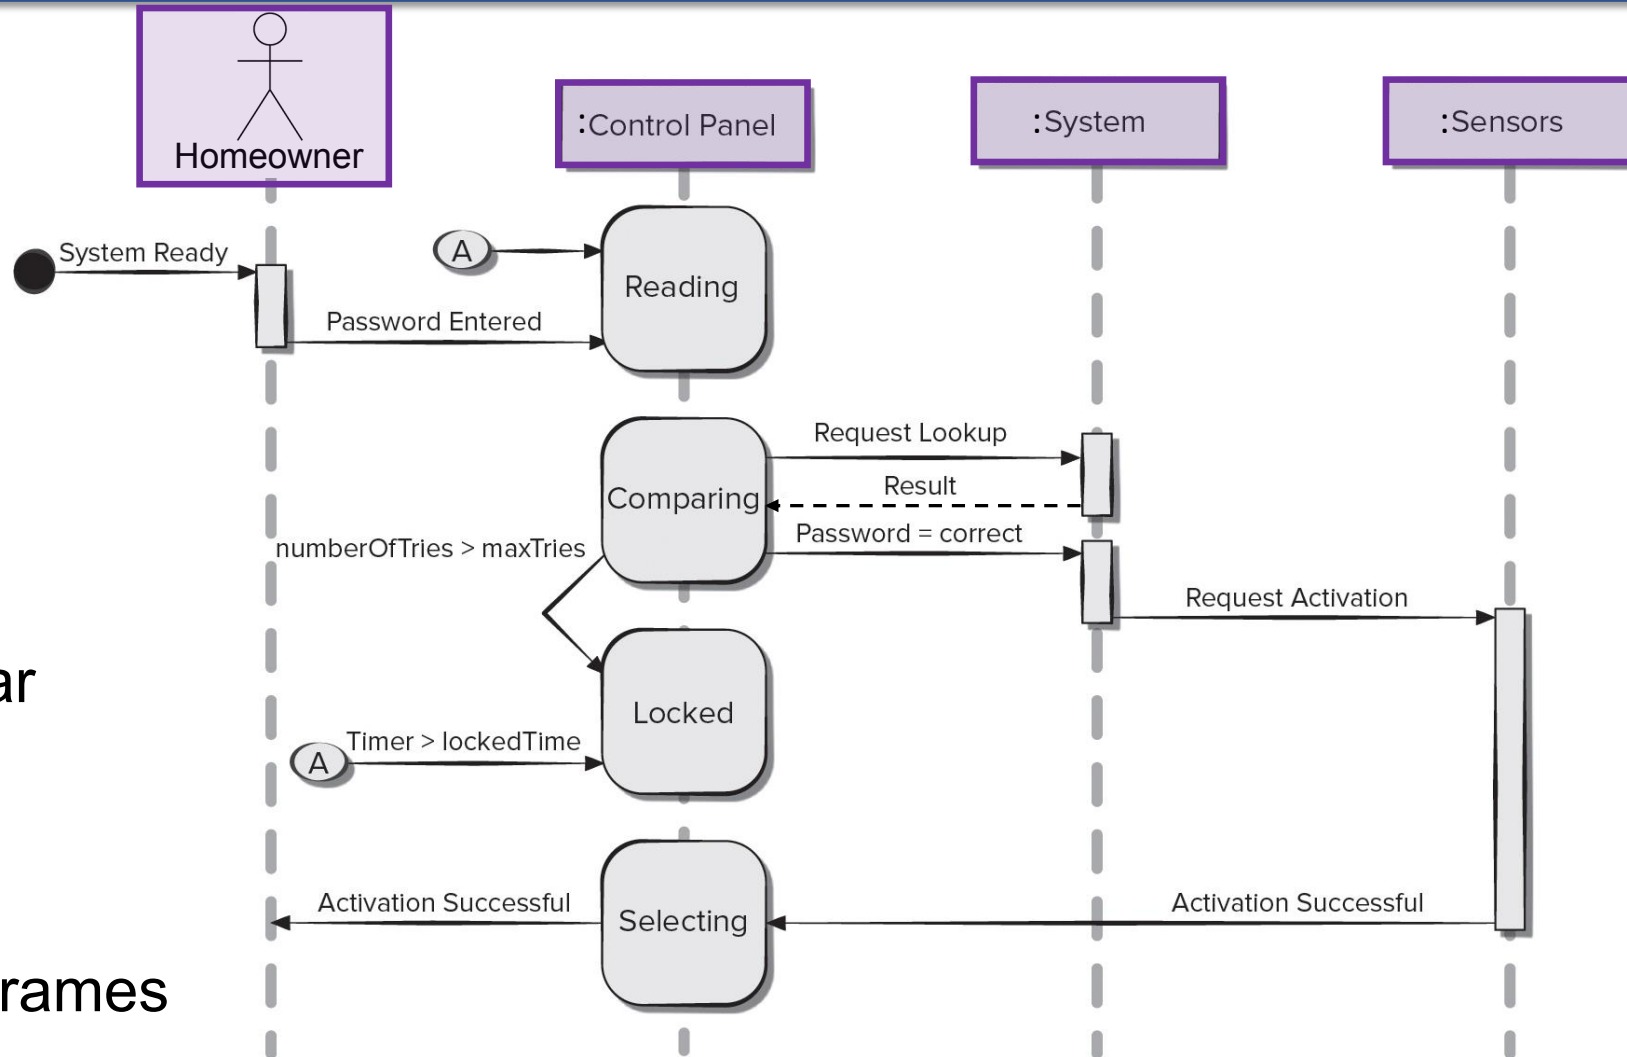 Homeowner
:Control Panel
:System
:Sensors
System Ready
A
Reading
Password Entered
Request Lookup
Comparing
Result
Password = correct
numberOfTries > maxTries
Request Activation
ar
Locked
Timer > lockedTime
A
Activation Successful
Selecting
Activation Successful
rames